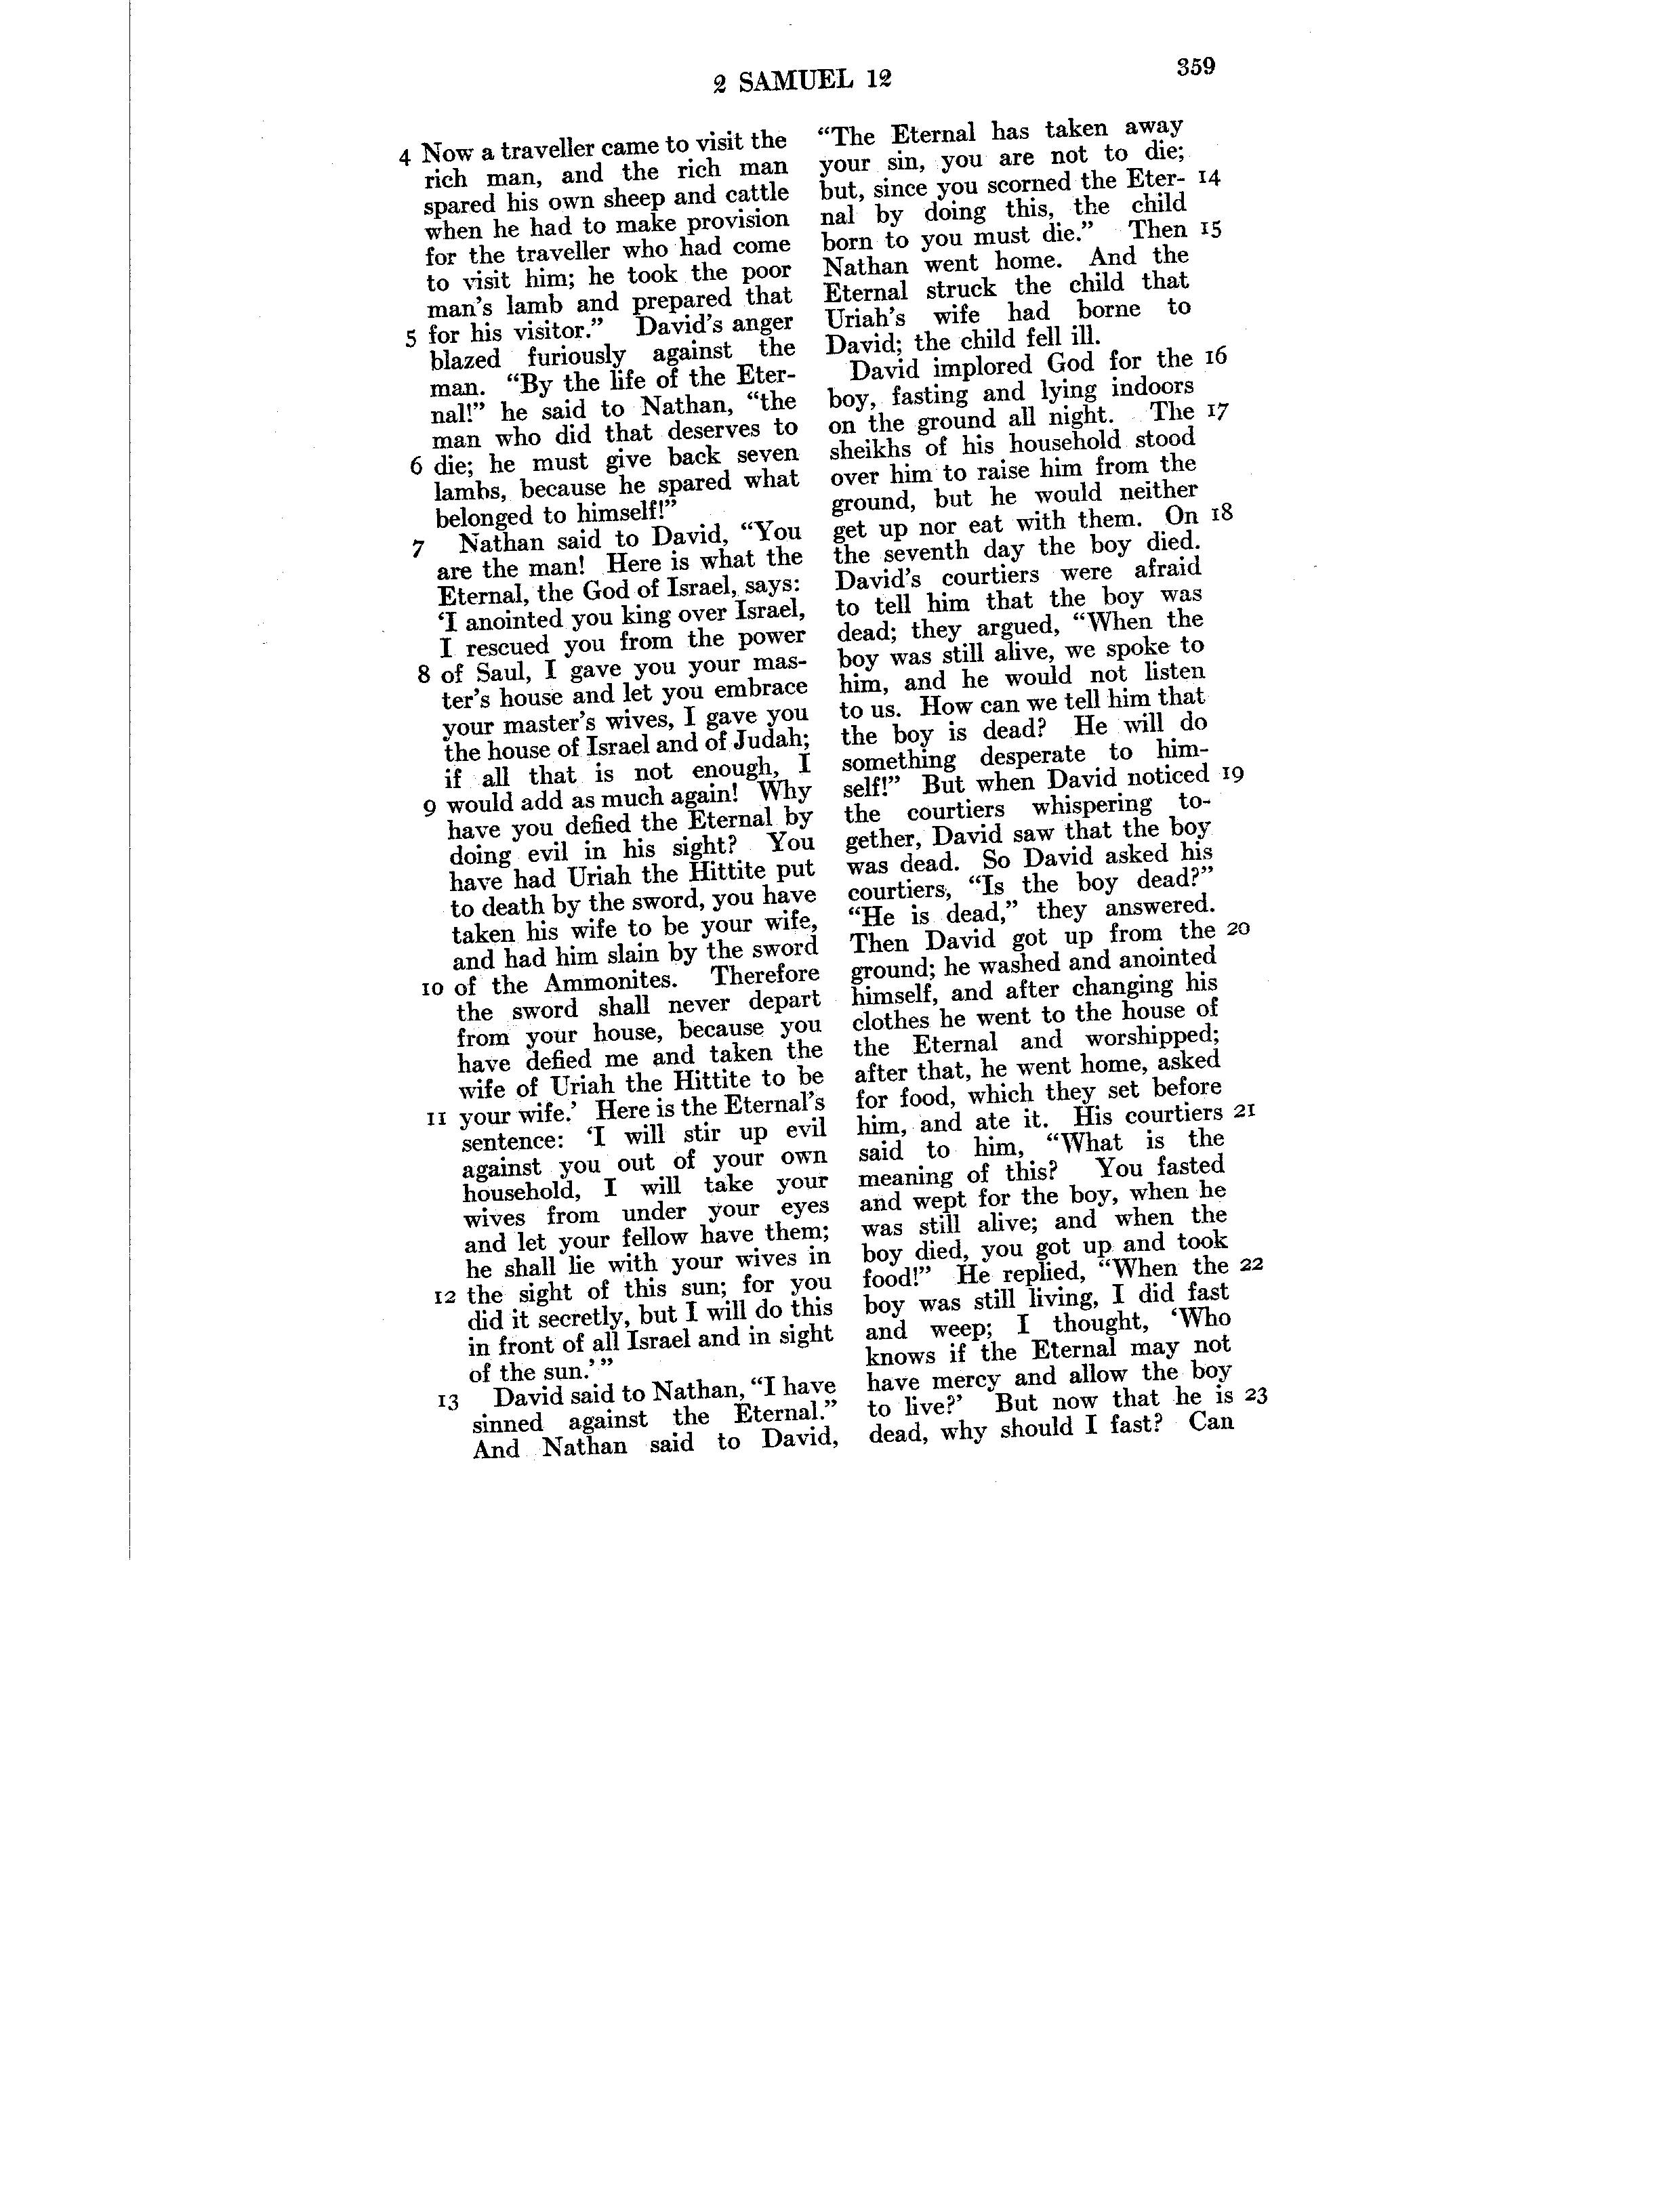 2 SAMUEL 12
359
4 Now a traveller came to visit the
rich man, and the rich man
spared his own sheep and cattle
when he had to make provision
for the traveller who had come
to visit him; he took the poor
man's lamb and prepared that
5 for his visitor.” David's anger
blazed furiously against the
man. “By the life of the Eter-
nal!” he said to Nathan, “the
man who did that deserves to
6 die; he must give back seven
lambs, because he spared what
belonged to himself!”
7 Nathan said to David, “You
are the man! Here is what the
Eternal, the God of Israel, says:
‘I anointed you king over Israel,
I rescued you from the power
8 of Saul, I gave you your mas-
ter's house and let you embrace
your master's wives, I gave you
the house of Israel and of Judah;
if all that is not enough, I
9 would add as much again! Why
have you defied the Eternal by
doing evil in his sight? You
have had Uriah the Hittite put
to death by the sword, you have
taken his wife to be your wife,
and had him slain by the sword
10 of the Ammonites. Therefore
the sword shall never depart
from your house, because you
have defied me and taken the
wife of Uriah the Hittite to be
11 your wife.’ Here is the Eternal's
sentence: ‘I will stir up evil
against you out of your own
household, I will take your
wives from under your eyes
and let your fellow have them;
he shall lie with your wives in
12 the sight of this sun; for you
did it secretly, but I will do this
in front of all Israel and in sight
of the sun.’”
13 David said to Nathan, “I have
sinned against the Eternal.”
And Nathan said to David,
“The Eternal has taken away
your sin, you are not to die;
but, since you scorned the Eter- 14
nal by doing this, the child
born to you must die.” Then 15
Nathan went home. And the
Eternal struck the child that
Uriah's wife had borne to
David; the child fell ill.
David implored God for the 16
boy, fasting and lying indoors
on the ground all night. The 17
sheikhs of his household stood
over him to raise him from the
ground, but he would neither
get up nor eat with them. On 18
the seventh day the boy died.
David's courtiers were afraid
to tell him that the boy was
dead; they argued, “When the
boy was still alive, we spoke to
him, and he would not listen
to us. How can we tell him that
the boy is dead? He will do
something desperate to him-
self!” But when David noticed 19
the courtiers whispering to-
gether, David saw that the boy
was dead. So David asked his
courtiers, “Is the boy dead?”
“He is dead,” they answered.
Then David got up from the 20
ground; he washed and anointed
himself, and after changing his
clothes he went to the house of
the Eternal and worshipped;
after that, he went home, asked
for food, which they set before
him, and ate it. His courtiers 21
said to him, “What is the
meaning of this? You fasted
and wept for the boy, when he
was still alive; and when the
boy died, you got up and took
food!” He replied, “When the 22
boy was still living, I did fast
and weep; I thought, ‘Who
knows if the Eternal may not
have mercy and allow the boy
to live?’ But now that he is 23
dead, why should I fast? Can